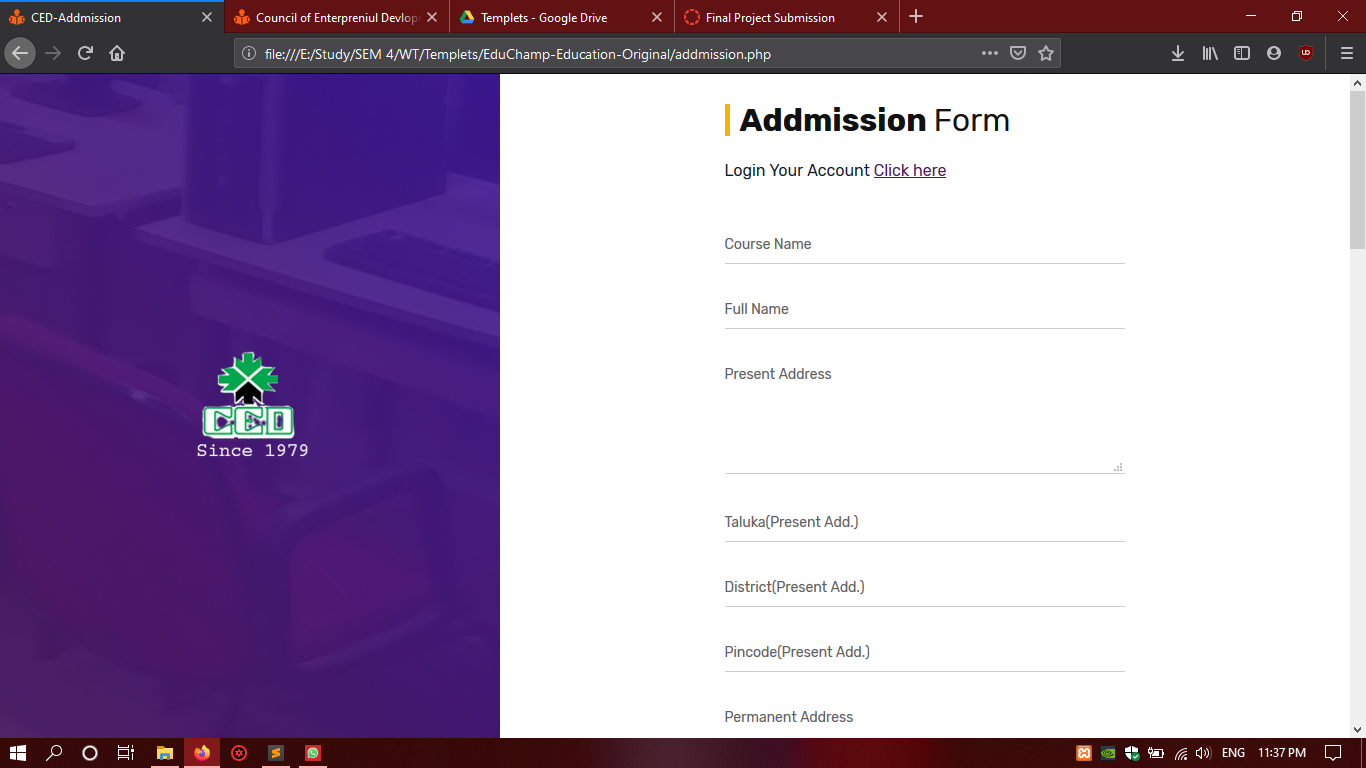 CED-Addmission
Council of Enterpreniul Devlop
Templets - Google Drive
Final Project Submission
file:///E:/Study/SEM 4/WT/Templets/EduChamp-Education-Original/addmission.php
Addmission Form
Login Your Account Click here
Course Name
Full Name
Present Address
CED
Since 1979
Taluka(Present Add.)
District(Present Add.)
Pincode(Present Add.)
Permanent Address
ENG
11:37 PM